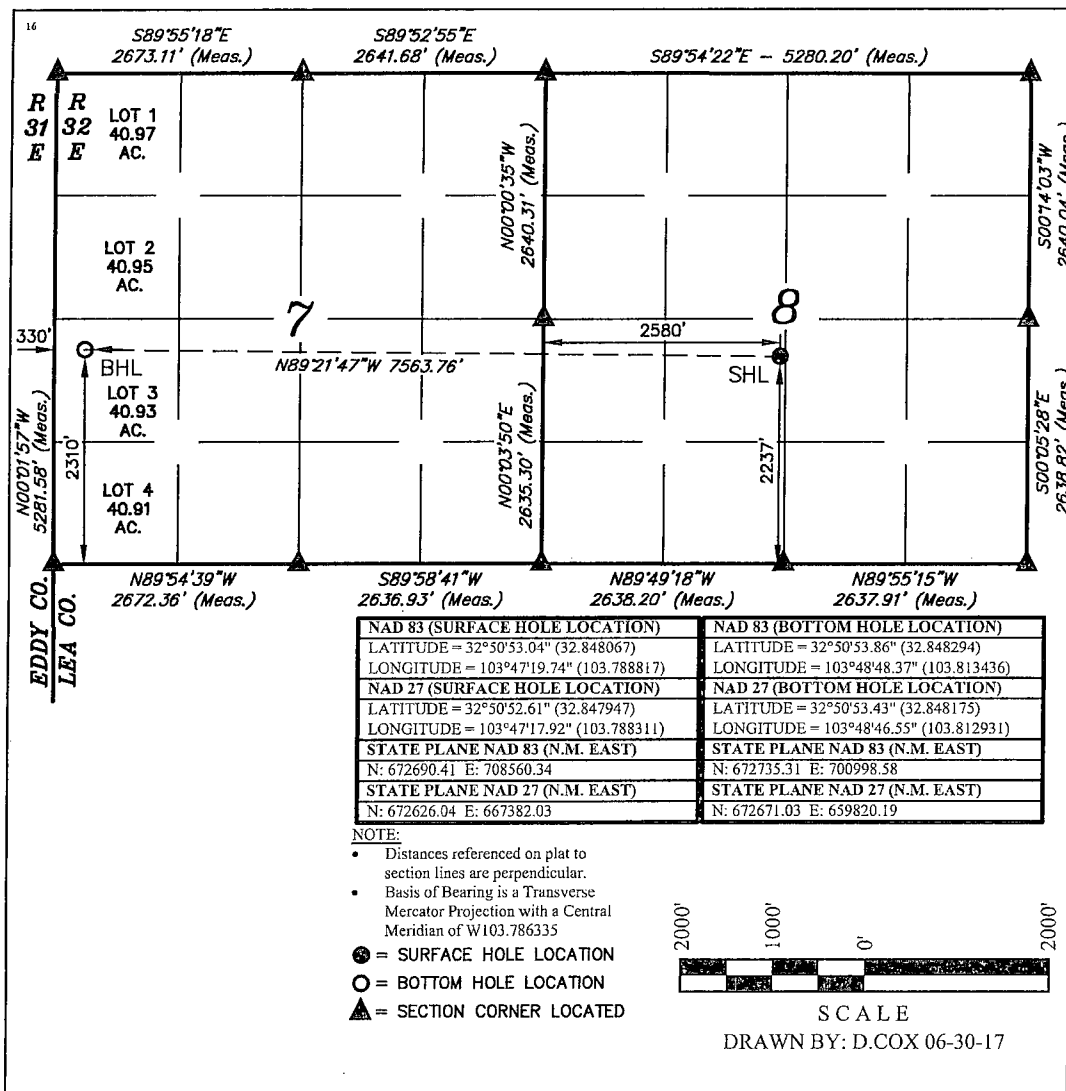 16
S89°55'18"E
2673.11' (Meas.)
S89°52'55"E
2641.68' (Meas.)
S89°54'22"E – 5280.20' (Meas.)
R
31
E
R
32
E
LOT 1
40.97
AC.
N00°00'35"W
2640.31' (Meas.)
S00°14'03"W
2640.04' (Meas.)
LOT 2
40.95
AC.
7
8
330'
2580'
BHL
N89°21'47"W 7563.76'
SHL
LOT 3
40.93
AC.
N00°01'57"W
5281.58' (Meas.)
2310'
N00°03'50"E
2635.30' (Meas.)
2237'
S00°05'28"E
2638.82' (Meas.)
LOT 4
40.91
AC.
N89°54'39"W
2672.36' (Meas.)
S89°58'41"W
2636.93' (Meas.)
N89°49'18"W
2638.20' (Meas.)
N89°55'15"W
2637.91' (Meas.)
EDDY CO.
LEA CO.
NAD 83 (SURFACE HOLE LOCATION)
LATITUDE = 32°50'53.04" (32.848067)
LONGITUDE = 103°47'19.74" (103.788817)
NAD 27 (SURFACE HOLE LOCATION)
LATITUDE = 32°50'52.61" (32.847947)
LONGITUDE = 103°47'17.92" (103.788311)
STATE PLANE NAD 83 (N.M. EAST)
N: 672690.41 E: 708560.34
STATE PLANE NAD 27 (N.M. EAST)
N: 672626.04 E: 667382.03
NAD 83 (BOTTOM HOLE LOCATION)
LATITUDE = 32°50'53.86" (32.848294)
LONGITUDE = 103°48'48.37" (103.813436)
NAD 27 (BOTTOM HOLE LOCATION)
LATITUDE = 32°50'53.43" (32.848175)
LONGITUDE = 103°48'46.55" (103.812931)
STATE PLANE NAD 83 (N.M. EAST)
N: 672735.31 E: 700998.58
STATE PLANE NAD 27 (N.M. EAST)
N: 672671.03 E: 659820.19
NOTE:
• Distances referenced on plat to
section lines are perpendicular.
• Basis of Bearing is a Transverse
Mercator Projection with a Central
Meridian of W103.786335
= SURFACE HOLE LOCATION
= BOTTOM HOLE LOCATION
= SECTION CORNER LOCATED
2000'
1000'
0'
2000'
SCALE
DRAWN BY: D.COX 06-30-17